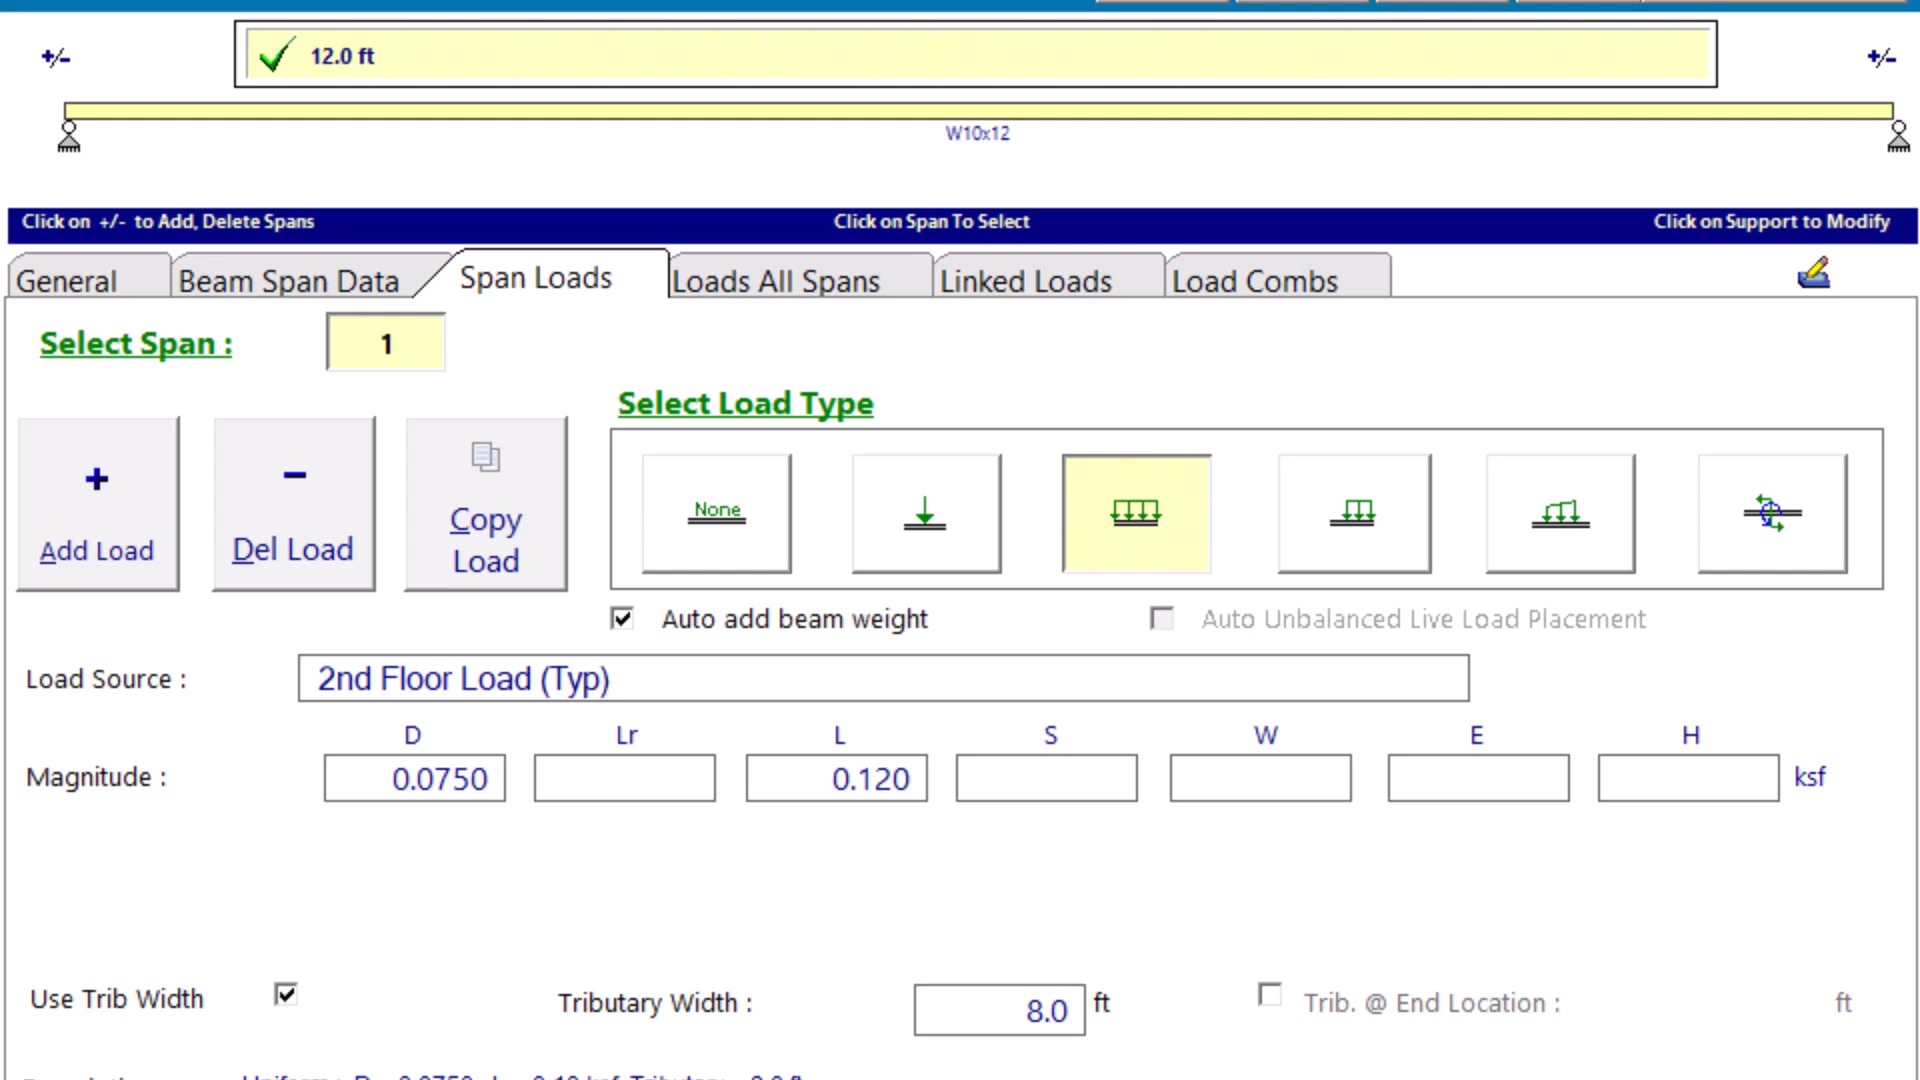 +/-
12.0 ft
+/-
W10x12
Click on +/- to Add, Delete Spans
Click on Span To Select
Click on Support to Modify
General
Beam Span Data
Span Loads
Loads All Spans
Linked Loads
Load Combs
Select Span :
1
Select Load Type
+
Add Load
-
Del Load
Copy
Load
None
Auto add beam weight
Auto Unbalanced Live Load Placement
Load Source :
2nd Floor Load (Typ)
D
Lr
L
S
W
E
H
Magnitude :
0.0750
0.120
ksf
Use Trib Width
Tributary Width :
8.0
ft
Trib. @ End Location :
ft